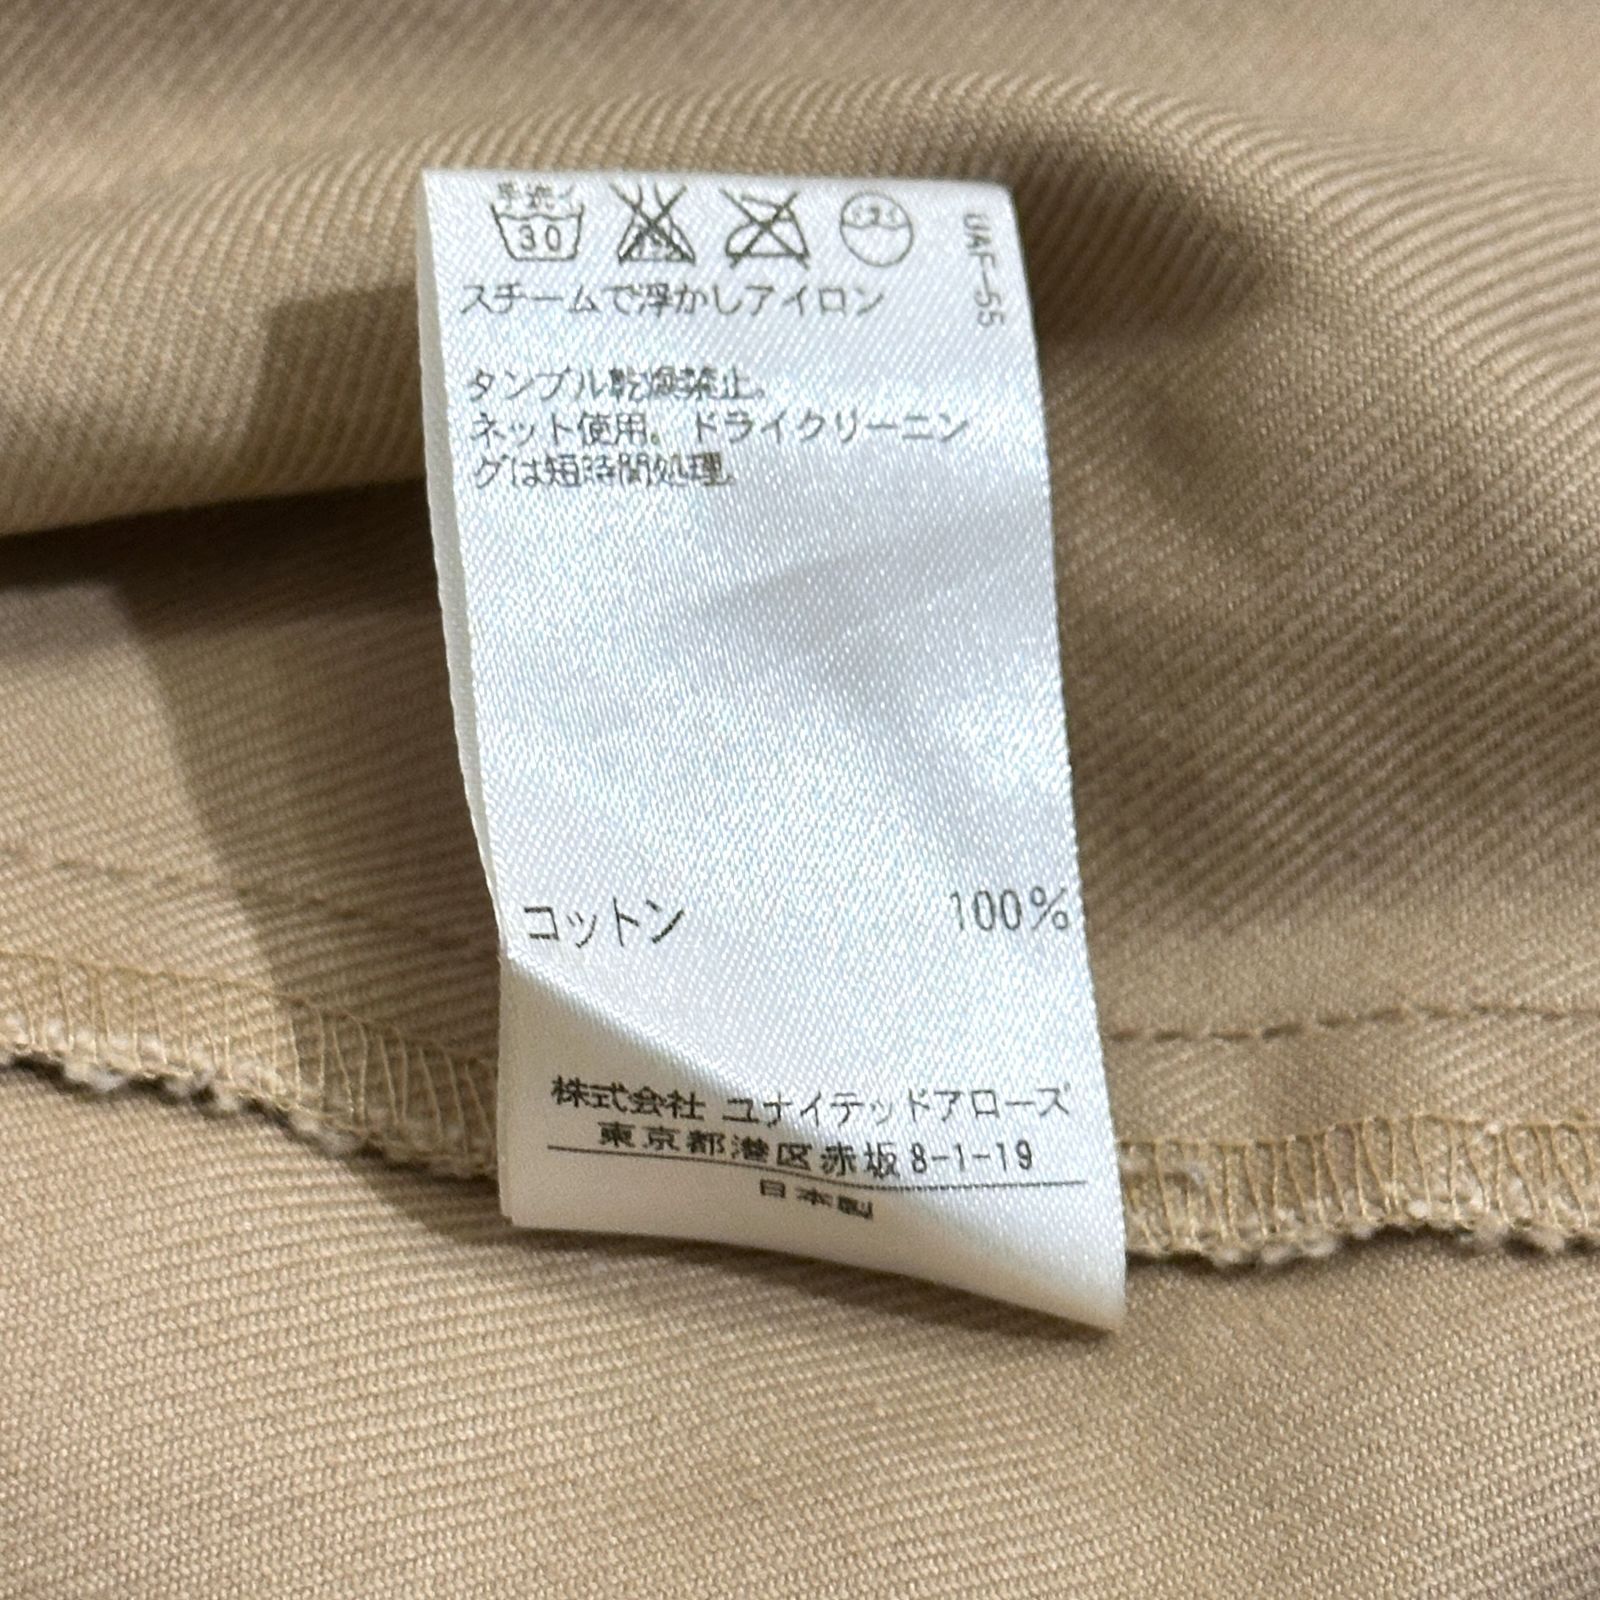 手洗イ
30
セキユ系
UAF-55
スチームで浮かしアイロン
タンブル乾燥禁止。
ネット使用。ドライクリーニン
グは短時間処理。
コットン 100%
株式会社 ユナイテッドアローズ
東京都港区赤坂8-1-19
日本製